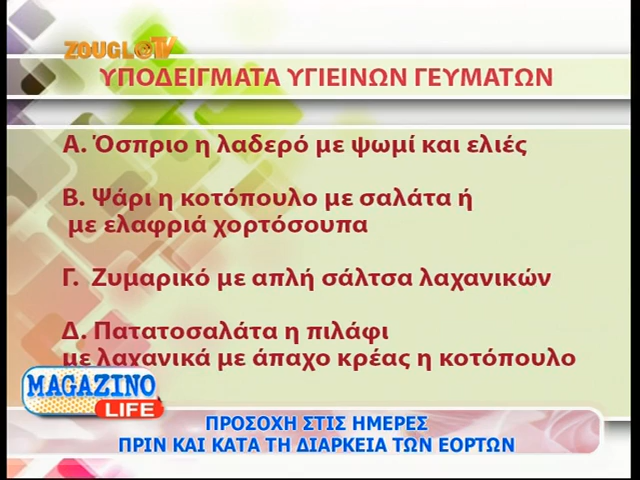 ZOUGL@TV
ΥΠΟΔΕΙΓΜΑΤΑ ΥΓΙΕΙΝΩΝ ΓΕΥΜΑΤΩΝ
Α. Όσπριο η λαδερό με ψωμί και ελιές
Β. Ψάρι η κοτόπουλο με σαλάτα ή
με ελαφριά χορτόσουπα
Γ. Ζυμαρικό με απλή σάλτσα λαχανικών
Δ. Πατατοσαλάτα η πιλάφι
με λαχανικά με άπαχο κρέας η κοτόπουλο
MAGAZINO
LIFE
ΠΡΟΣΟΧΗ ΣΤΙΣ ΗΜΕΡΕΣ
ΠΡΙΝ ΚΑΙ ΚΑΤΑ ΤΗ ΔΙΑΡΚΕΙΑ ΤΩΝ ΕΟΡΤΩΝ